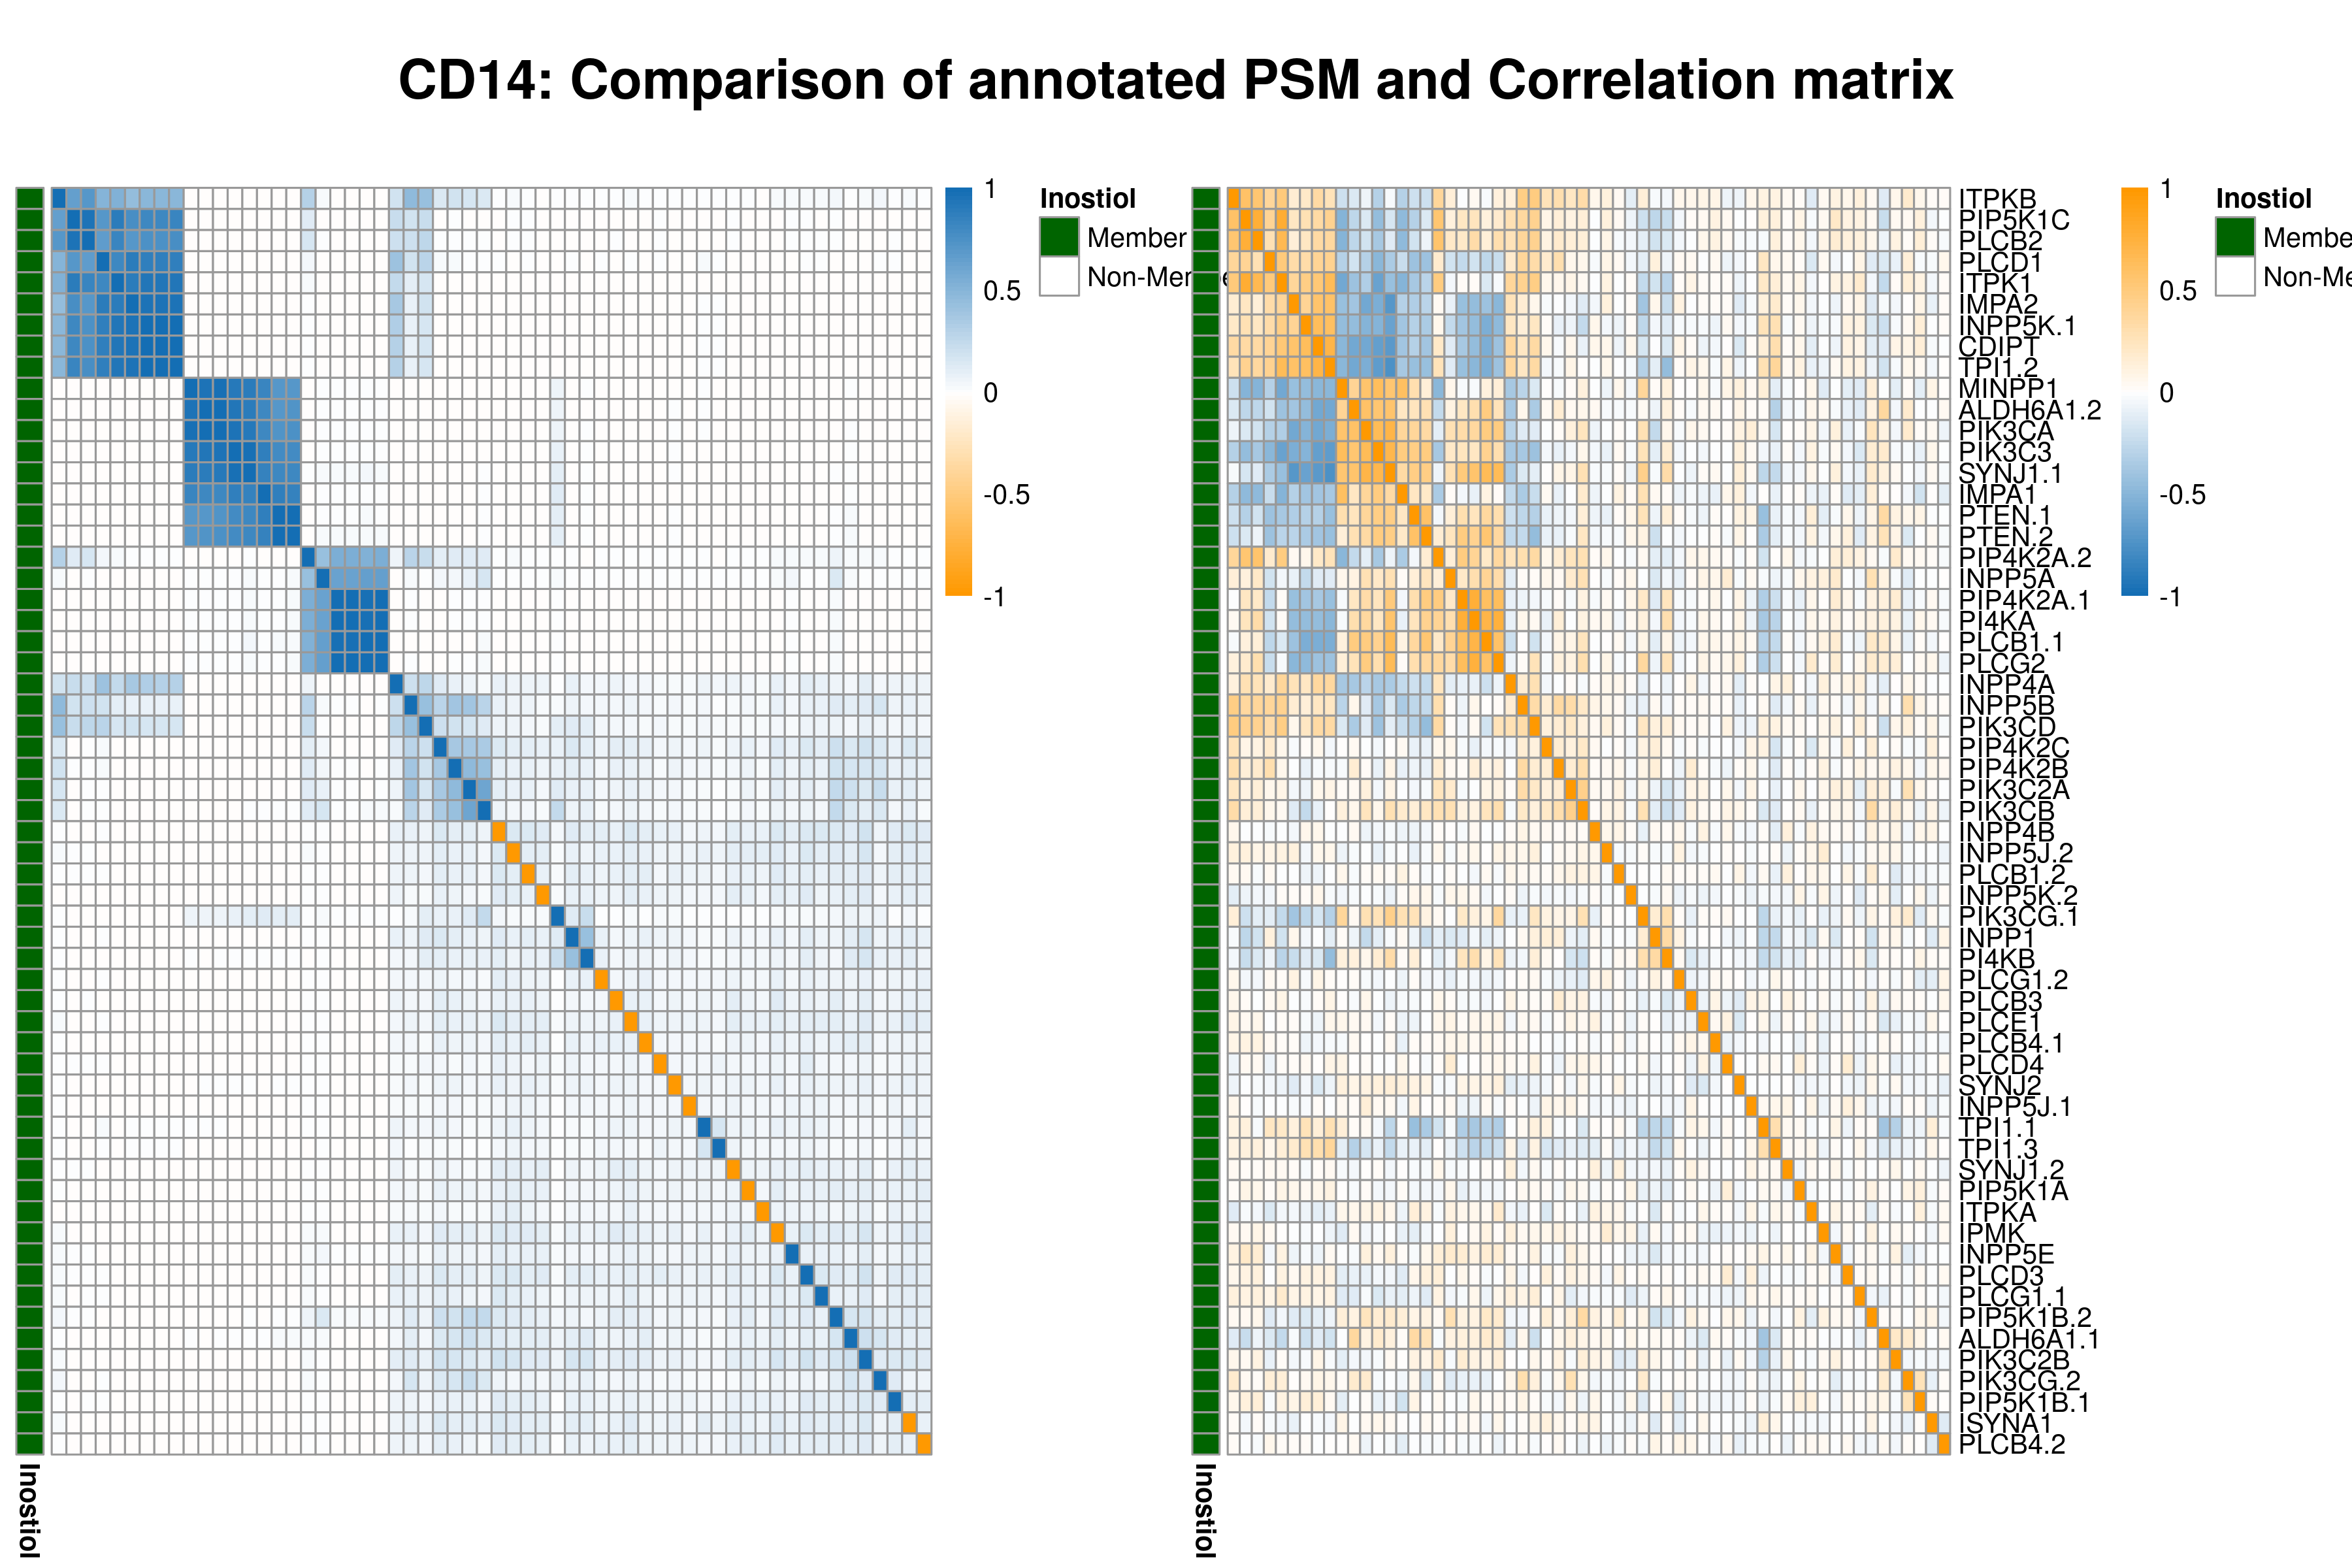 CD14: Comparison of annotated PSM and Correlation matrix
1
0.5
0
-0.5
-1
Inostiol
Member
Non-Mer
Inostiol
ITPKB
PIP5K1C
PLCB2
PLCD1
ITPK1
IMPA2
INPP5K.1
CDIPT
TPI1.2
MINPP1
ALDH6A1.2
PIK3CA
PIK3C3
SYNJ1.1
IMPA1
PTEN.1
PTEN.2
PIP4K2A.2
INPP5A
PIP4K2A.1
PI4KA
PLCB1.1
PLCG2
INPP4A
INPP5B
PIK3CD
PIP4K2C
PIP4K2B
PIK3C2A
PIK3CB
INPP4B
INPP5J.2
PLCB1.2
INPP5K.2
PIK3CG.1
INPP1
PI4KB
PLCG1.2
PLCB3
PLCE1
PLCB4.1
PLCD4
SYNJ2
INPP5J.1
TPI1.1
TPI1.3
SYNJ1.2
PIP5K1A
ITPKA
IPMK
INPP5E
PLCD3
PLCG1.1
PIP5K1B.2
ALDH6A1.1
PIK3C2B
PIK3CG.2
PIP5K1B.1
ISYNA1
PLCB4.2
1
0.5
0
-0.5
-1
Inostiol
Membe
Non-Me
Inostiol